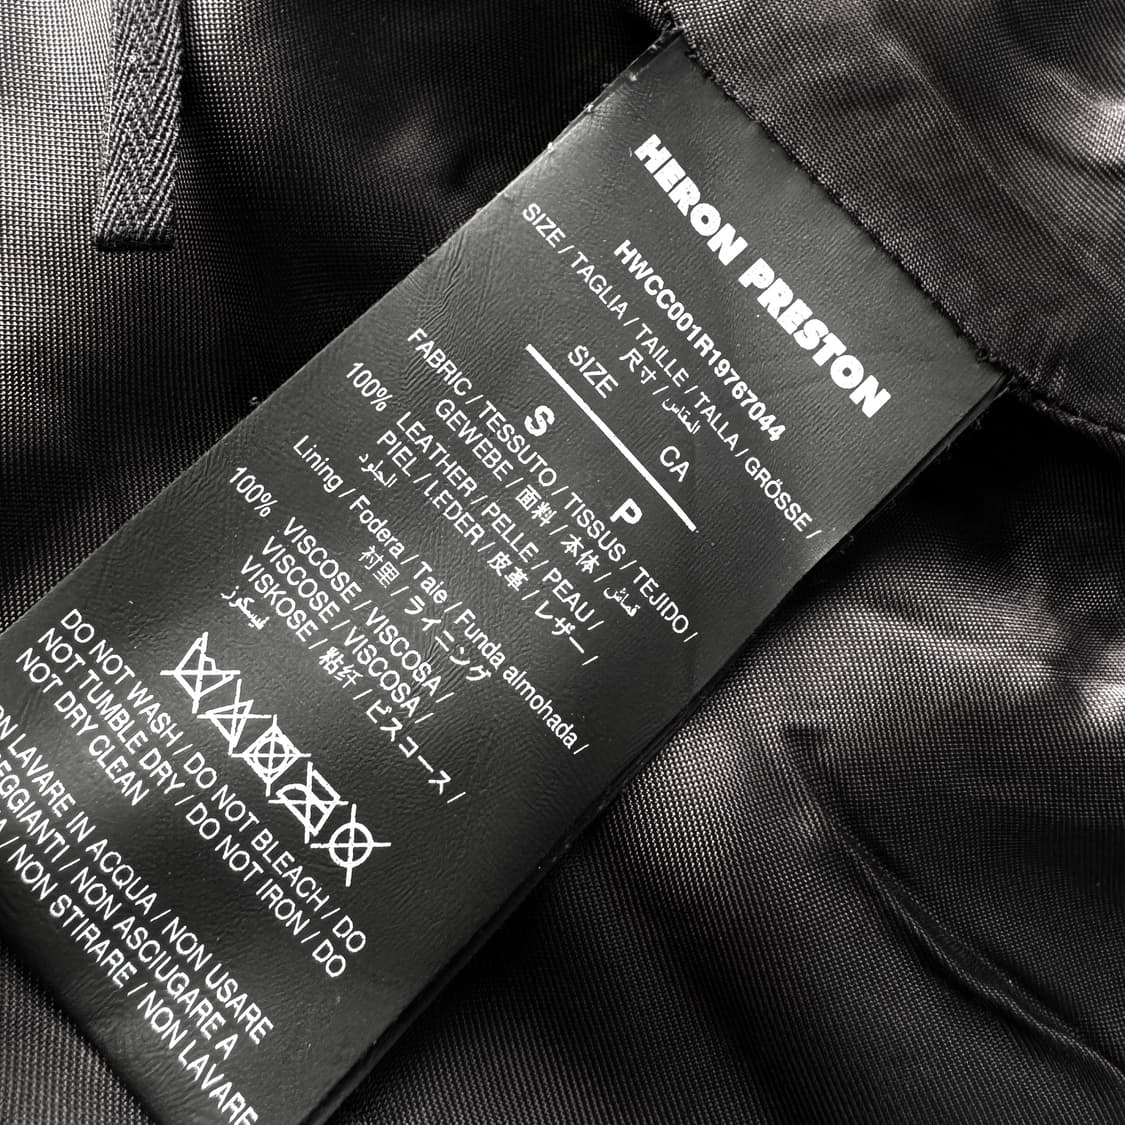 HERON PRESTON
HWCC001R19767044
SIZE / TAGLIA / TAILLE / TALLA / GRÖSSE /
尺寸 / المقاس
SIZE CA
S P
FABRIC / TESSUTO / TISSUS / TEJIDO /
GEWEBE / 面料 / 本体 / قماش
100% LEATHER / PELLE / PEAU /
PIEL / LEDER / 皮革 / レザー /
الجلود
Lining / Fodera / Taie / Funda almohada /
衬里 / ライニング
100% VISCOSE / VISCOSA /
VISCOSE / VISCOSA /
VISKOSE / 粘纤 / ビスコース /
فيسكوز
DO NOT WASH / DO NOT BLEACH / DO
NOT TUMBLE DRY / DO NOT IRON / DO
NOT DRY CLEAN
LAVARE IN ACQUA / NON USARE
/ NON ASCIUGARE A
/ NON STIRARE / NON LAVARE